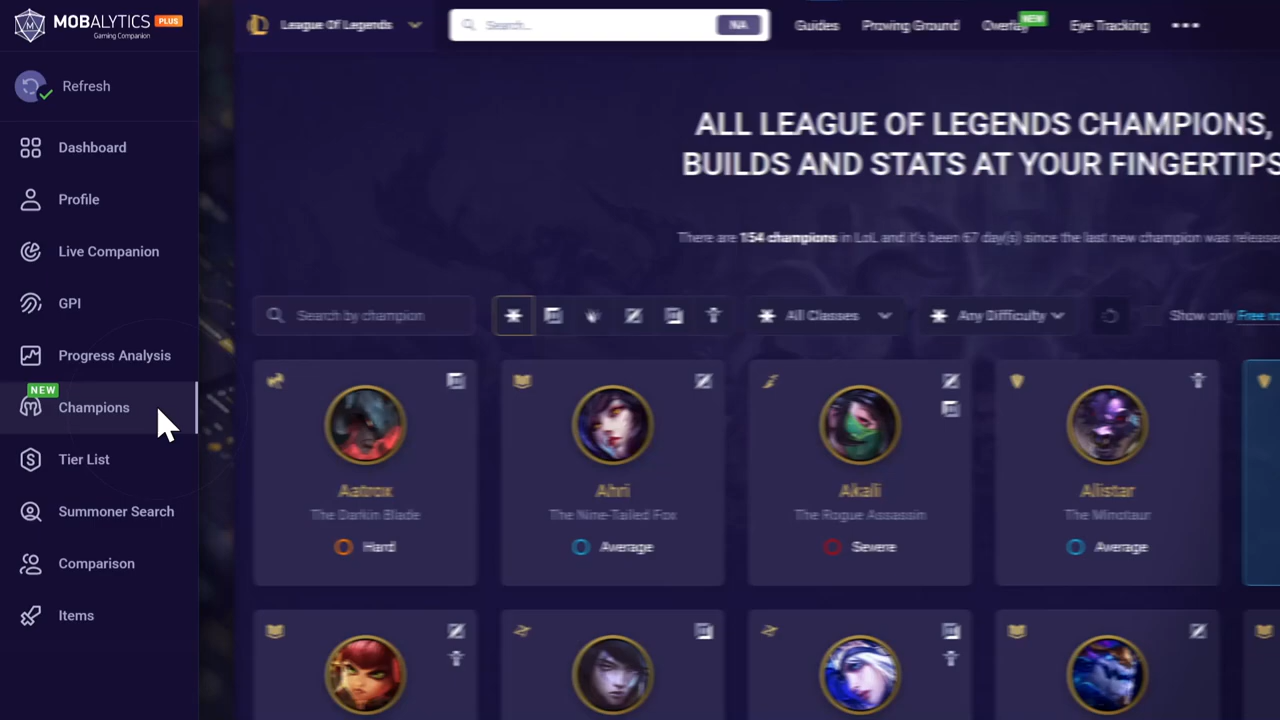 MOBALYTICS PLUS
Gaming Companion
Refresh
Dashboard
Profile
Live Companion
GPI
Progress Analysis
NEW
Champions
Tier List
Summoner Search
Comparison
Items
League Of Legends
Search...
NA
Guides
Proving Ground
Overlay
NEW
Eye Tracking
ALL LEAGUE OF LEGENDS CHAMPIONS,
BUILDS AND STATS AT YOUR FINGERTIPS
There are 154 champions in LoL and it's been 67 day(s) since the last new champion was release
Search by champion
All Classes
Any Difficulty
Show only Free
Aatrox
The Darkin Blade
Hard
Ahri
The Nine-Tailed Fox
Average
Akali
The Rogue Assassin
Severe
Alistar
The Minotaur
Average